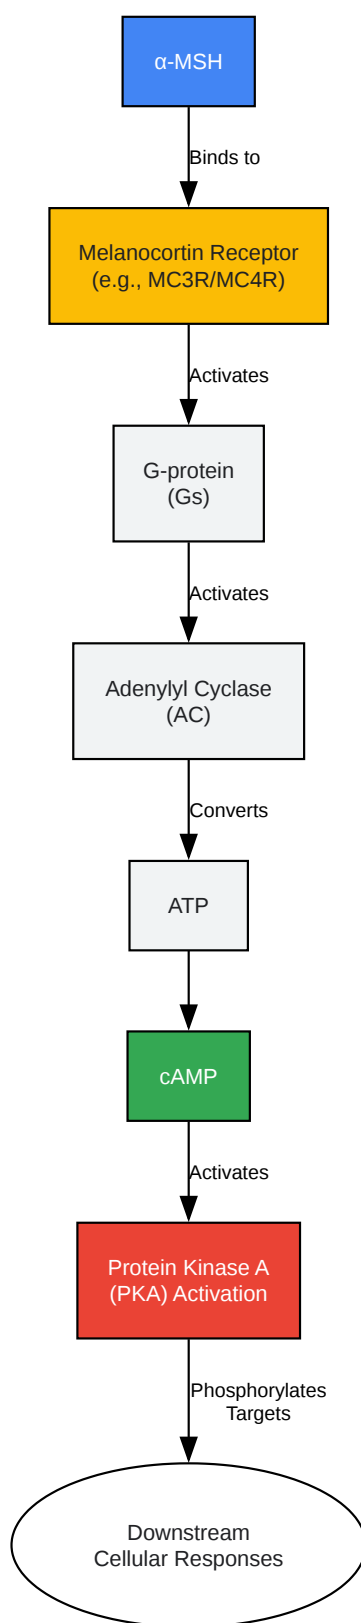 α-MSH
Binds to
Melanocortin Receptor
(e.g., MC3R/MC4R)
Activates
G-protein
(Gs)
Activates
Adenylyl Cyclase
(AC)
Converts
ATP
cAMP
Activates
Protein Kinase A
(PKA) Activation
Phosphorylates
Targets
Downstream
Cellular Responses